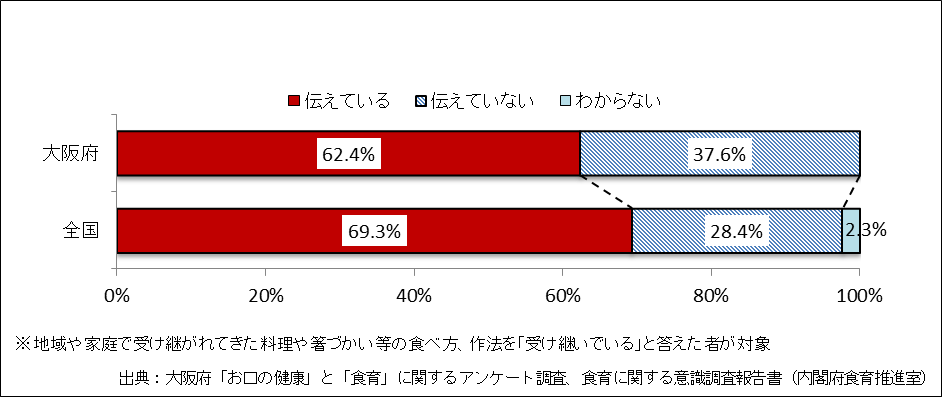 伝えている 伝えていない わからない
大阪府 62.4% 37.6%
全国 69.3% 28.4% 2.3%
0% 20% 40% 60% 80% 100%
※地域や家庭で受け継がれてきた料理や箸づかい等の食べ方、作法を｢受け継いでいる｣と答えた者が対象
出典：大阪府「お口の健康」と「食育」に関するアンケート調査、食育に関する意識調査報告書（内閣府食育推進室）